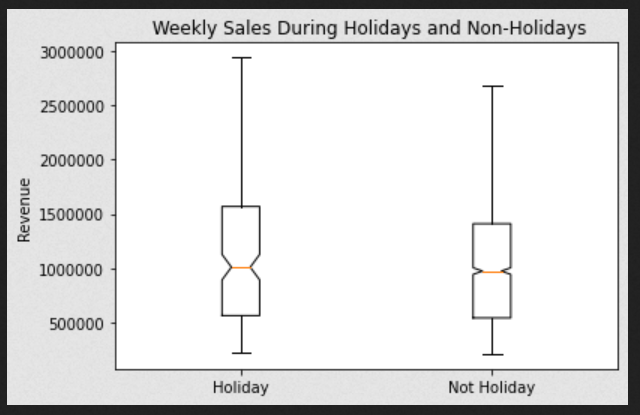 Weekly Sales During Holidays and Non-Holidays
3000000
2500000
2000000
1500000
1000000
500000
Revenue
Holiday
Not Holiday